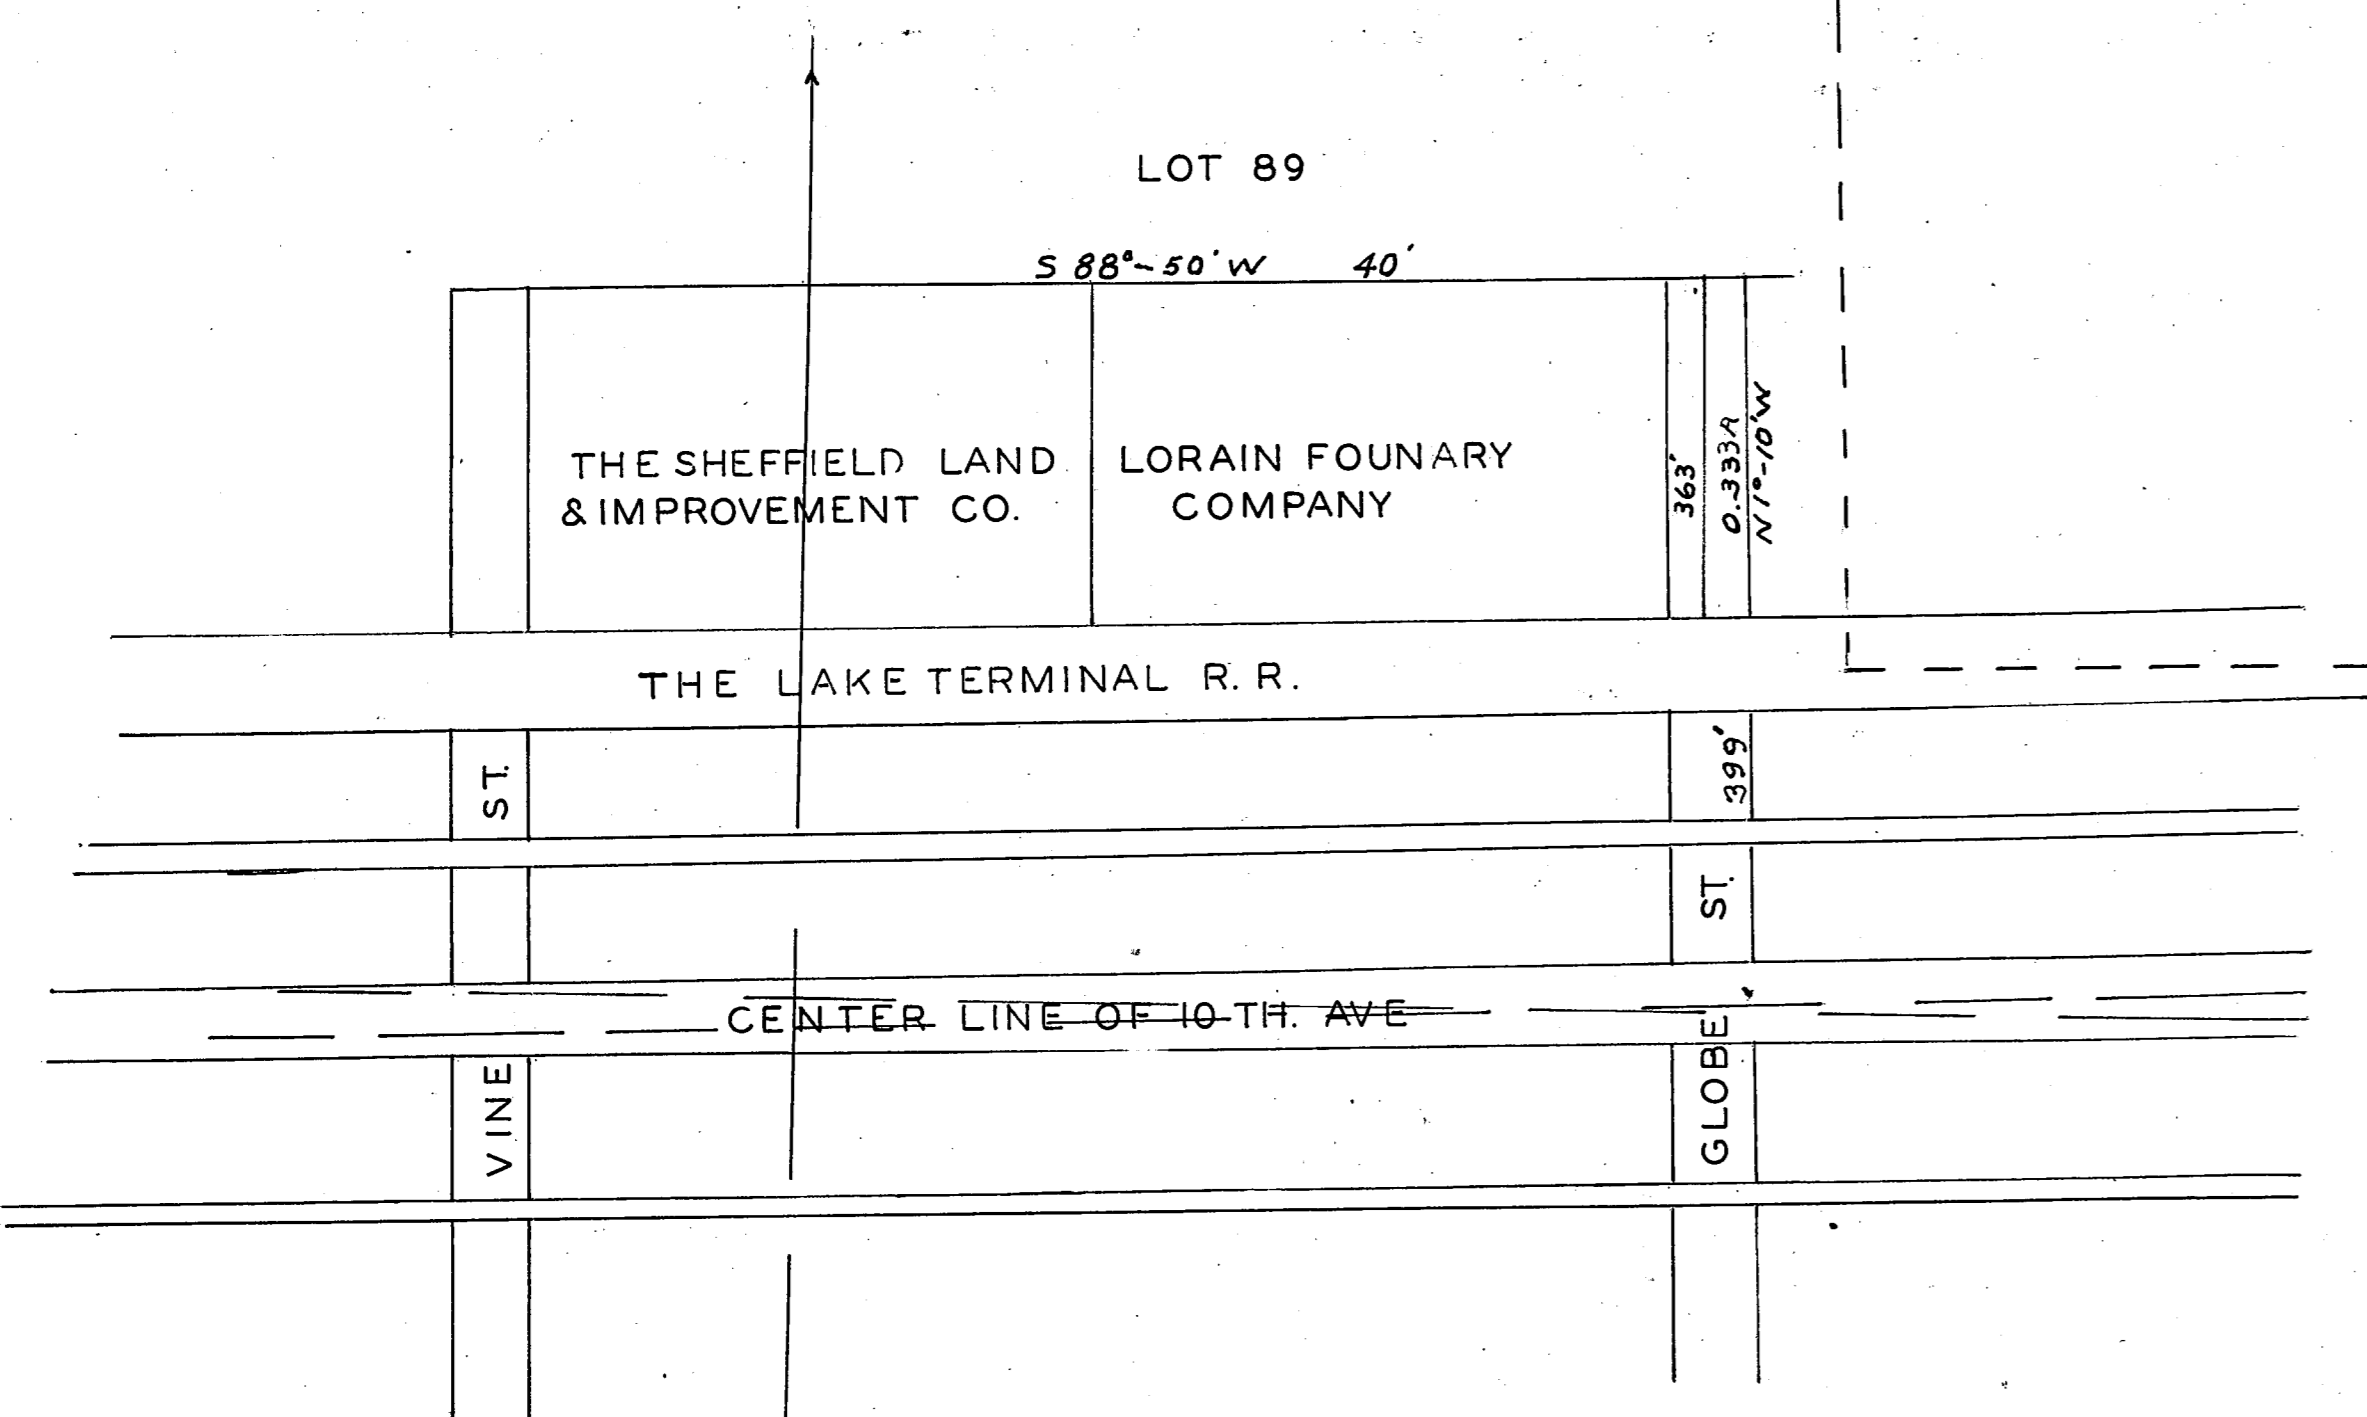 LOT 89
S 88°-50' W 40'
THE SHEFFIELD LAND
& IMPROVEMENT CO.
LORAIN FOUNARY
COMPANY
363'
0.333A
N 1°-10' W
THE LAKE TERMINAL R. R.
399'
VINE ST.
GLOBE ST.
CENTER LINE OF 10 TH. AVE